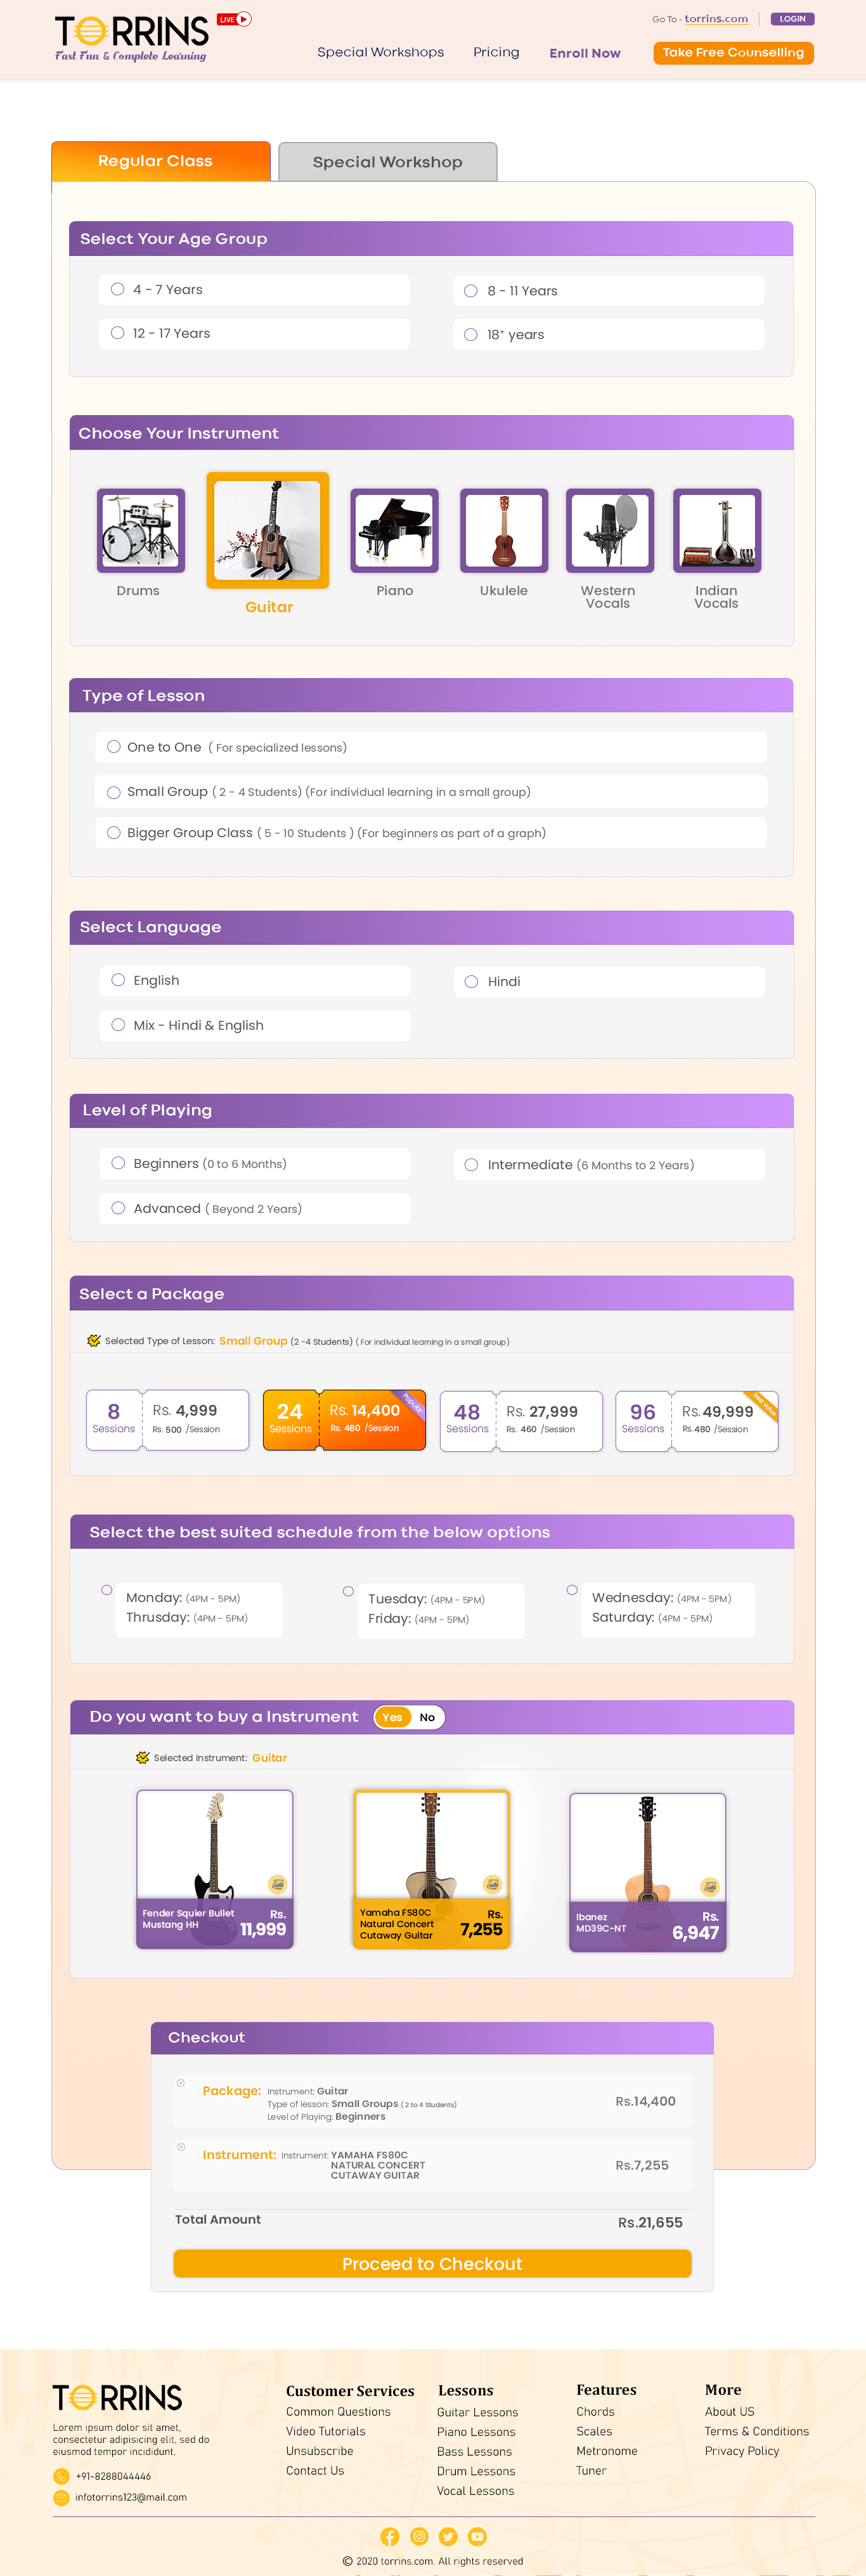 TORRINS LIVE
Fast Fun & Complete Learning
Go To - torrins.com
LOGIN
Special Workshops
Pricing
Enroll Now
Take Free Counselling
Regular Class
Special Workshop
Select Your Age Group
4 - 7 Years
8 - 11 Years
12 - 17 Years
18+ years
Choose Your Instrument
Drums
Guitar
Piano
Ukulele
Western
Vocals
Indian
Vocals
Type of Lesson
One to One ( For specialized lessons)
Small Group ( 2 - 4 Students) (For individual learning in a small group)
Bigger Group Class ( 5 - 10 Students ) (For beginners as part of a graph)
Select Language
English
Hindi
Mix - Hindi & English
Level of Playing
Beginners (0 to 6 Months)
Intermediate (6 Months to 2 Years)
Advanced ( Beyond 2 Years)
Select a Package
Selected Type of Lesson: Small Group (2 -4 Students) ( For individual learning in a small group)
8
Sessions
Rs. 4,999
Rs. 500 /Session
24
Sessions
Rs. 14,400
Rs. 480 /Session
Popular
48
Sessions
Rs. 27,999
Rs. 460 /Session
96
Sessions
Rs. 49,999
Rs. 480 /Session
Best Value
Select the best suited schedule from the below options
Monday: (4PM - 5PM)
Thrusday: (4PM - 5PM)
Tuesday: (4PM - 5PM)
Friday: (4PM - 5PM)
Wednesday: (4PM - 5PM)
Saturday: (4PM - 5PM)
Do you want to buy a Instrument
Yes No
Selected Instrument: Guitar
Fender Squier Bullet
Mustang HH
Rs.
11,999
Yamaha FS80C
Natural Concert
Cutaway Guitar
Rs.
7,255
Ibanez
MD39C-NT
Rs.
6,947
Checkout
Package: Instrument: Guitar
Type of lesson: Small Groups ( 2 to 4 Students)
Level of Playing: Beginners
Rs.14,400
Instrument: Instrument: YAMAHA FS80C
NATURAL CONCERT
CUTAWAY GUITAR
Rs.7,255
Total Amount
Rs.21,655
Proceed to Checkout
TORRINS
Lorem ipsum dolor sit amet,
consectetur adipisicing elit, sed do
eiusmod tempor incididunt.
+91-8288044446
infotorrins123@mail.com
Customer Services
Common Questions
Video Tutorials
Unsubscribe
Contact Us
Lessons
Guitar Lessons
Piano Lessons
Bass Lessons
Drum Lessons
Vocal Lessons
Features
Chords
Scales
Metronome
Tuner
More
About US
Terms & Conditions
Privacy Policy
© 2020 torrins.com. All rights reserved